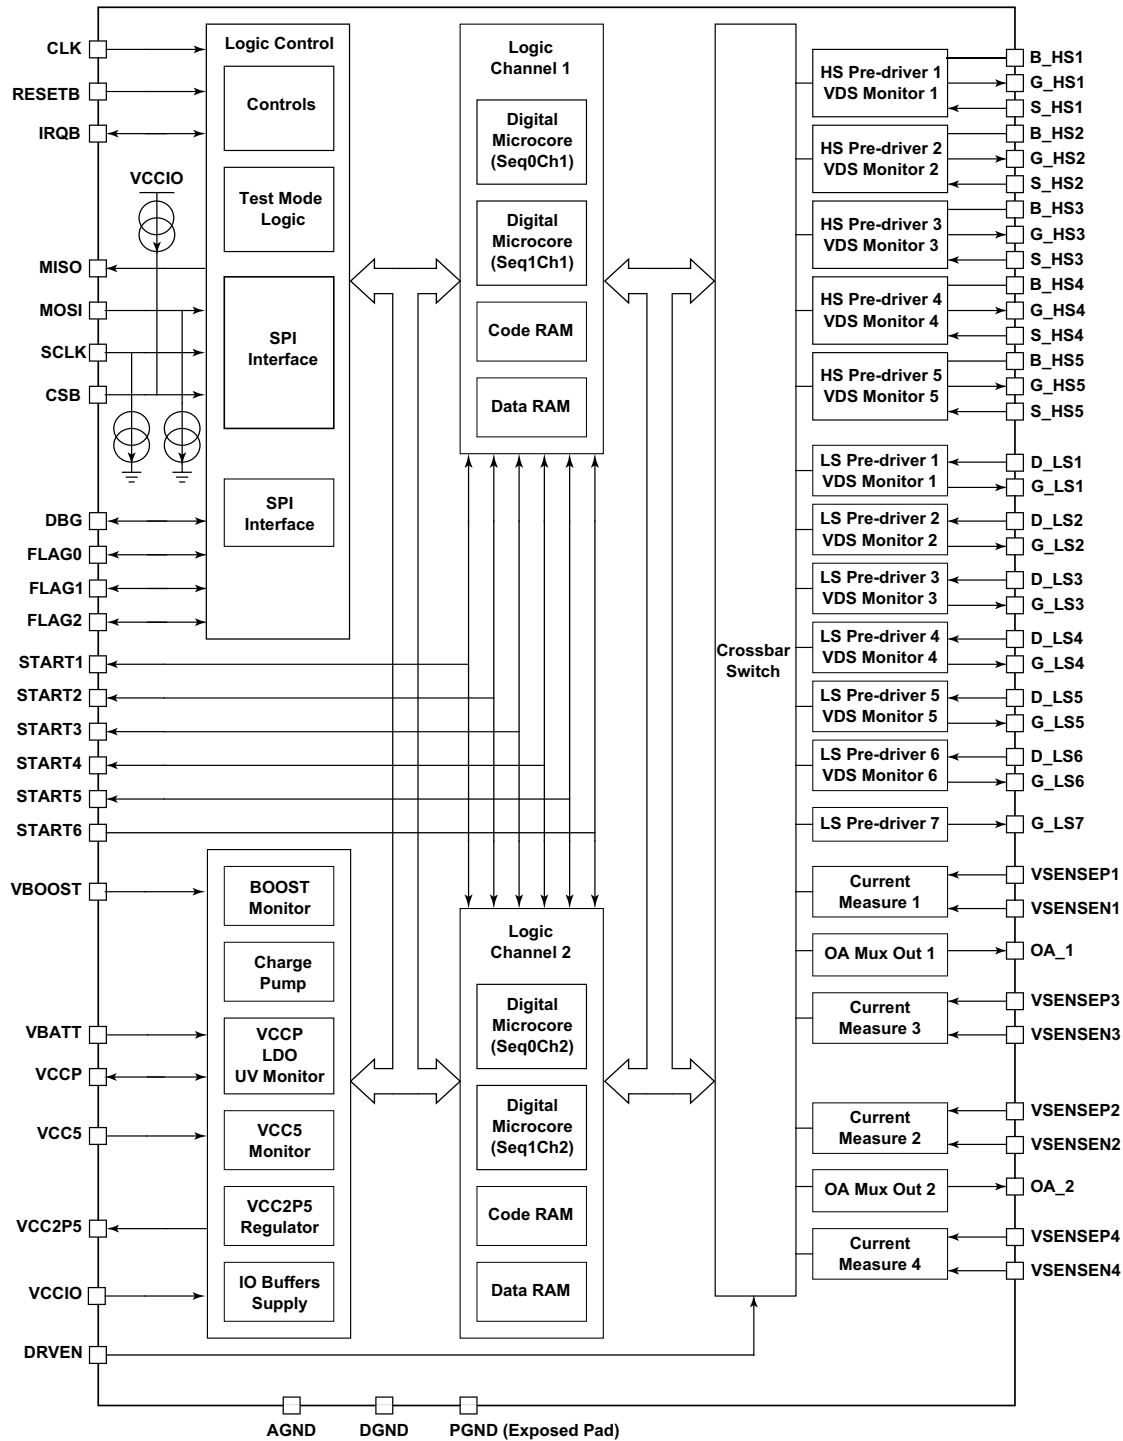 CLK
RESETB
IRQB
VCCIO
MISO
MOSI
SCLK
CSB
DBG
FLAG0
FLAG1
FLAG2
START1
START2
START3
START4
START5
START6
VBOOST
VBATT
VCCP
VCC5
VCC2P5
VCCIO
DRVEN
Logic Control
Controls
Test Mode
Logic
SPI
Interface
SPI
Interface
BOOST
Monitor
Charge
Pump
VCCP
LDO
UV Monitor
VCC5
Monitor
VCC2P5
Regulator
IO Buffers
Supply
Logic
Channel 1
Digital
Microcore
(Seq0Ch1)
Digital
Microcore
(Seq1Ch1)
Code RAM
Data RAM
Logic
Channel 2
Digital
Microcore
(Seq0Ch2)
Digital
Microcore
(Seq1Ch2)
Code RAM
Data RAM
Crossbar
Switch
HS Pre-driver 1
VDS Monitor 1
HS Pre-driver 2
VDS Monitor 2
HS Pre-driver 3
VDS Monitor 3
HS Pre-driver 4
VDS Monitor 4
HS Pre-driver 5
VDS Monitor 5
LS Pre-driver 1
VDS Monitor 1
LS Pre-driver 2
VDS Monitor 2
LS Pre-driver 3
VDS Monitor 3
LS Pre-driver 4
VDS Monitor 4
LS Pre-driver 5
VDS Monitor 5
LS Pre-driver 6
VDS Monitor 6
LS Pre-driver 7
Current
Measure 1
OA Mux Out 1
Current
Measure 3
Current
Measure 2
OA Mux Out 2
Current
Measure 4
B_HS1
G_HS1
S_HS1
B_HS2
G_HS2
S_HS2
B_HS3
G_HS3
S_HS3
B_HS4
G_HS4
S_HS4
B_HS5
G_HS5
S_HS5
D_LS1
G_LS1
D_LS2
G_LS2
D_LS3
G_LS3
D_LS4
G_LS4
D_LS5
G_LS5
D_LS6
G_LS6
G_LS7
VSENSEP1
VSENSEN1
OA_1
VSENSEP3
VSENSEN3
VSENSEP2
VSENSEN2
OA_2
VSENSEP4
VSENSEN4
AGND
DGND
PGND (Exposed Pad)